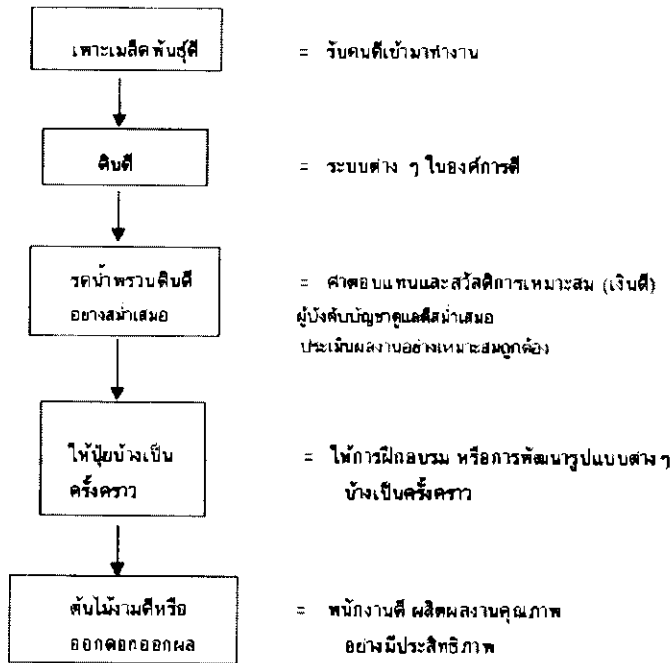 เพาะเมล็ดพันธุ์ดี = รับคนดีเข้ามาทำงาน
ดินดี = ระบบต่าง ๆ ในองค์การดี
รดน้ำพรวนดินดี = ค่าตอบแทนและสวัสดิการเหมาะสม (เงินดี)
อย่างสม่ำเสมอ ผู้บังคับบัญชาดูแลดีสม่ำเสมอ
ประเมินผลงานอย่างเหมาะสมถูกต้อง
ให้ปุ๋ยบ้างเป็น = ให้การฝึกอบรม หรือการพัฒนารูปแบบต่าง ๆ
ครั้งคราว บ้างเป็นครั้งคราว
ต้นไม้งามดีหรือ = พนักงานดี ผลิตผลงานคุณภาพ
ออกดอกออกผล อย่างมีประสิทธิภาพ